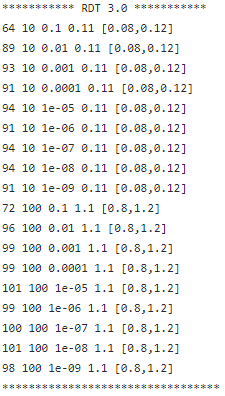 *********** RDT 3.0 ***********
64 10 0.1 0.11 [0.08,0.12]
89 10 0.01 0.11 [0.08,0.12]
93 10 0.001 0.11 [0.08,0.12]
91 10 0.0001 0.11 [0.08,0.12]
94 10 1e-05 0.11 [0.08,0.12]
91 10 1e-06 0.11 [0.08,0.12]
94 10 1e-07 0.11 [0.08,0.12]
94 10 1e-08 0.11 [0.08,0.12]
91 10 1e-09 0.11 [0.08,0.12]
72 100 0.1 1.1 [0.8,1.2]
96 100 0.01 1.1 [0.8,1.2]
99 100 0.001 1.1 [0.8,1.2]
99 100 0.0001 1.1 [0.8,1.2]
101 100 1e-05 1.1 [0.8,1.2]
99 100 1e-06 1.1 [0.8,1.2]
100 100 1e-07 1.1 [0.8,1.2]
101 100 1e-08 1.1 [0.8,1.2]
98 100 1e-09 1.1 [0.8,1.2]
*********************************